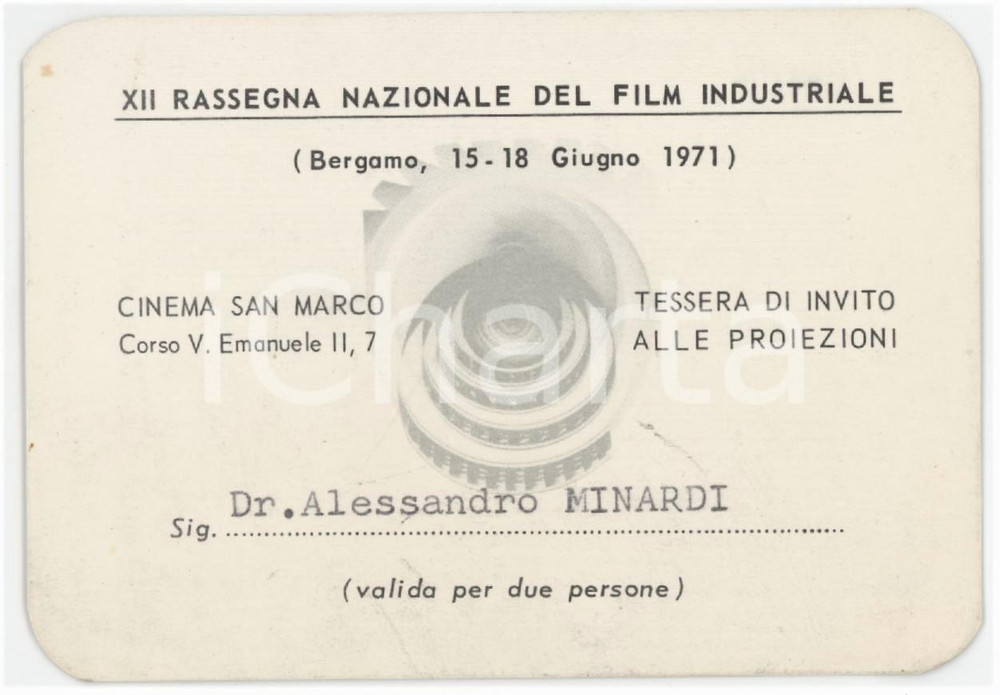 XII RASSEGNA NAZIONALE DEL FILM INDUSTRIALE
(Bergamo, 15-18 Giugno 1971)
CINEMA SAN MARCO
Corso V. Emanuele II, 7
TESSERA DI INVITO
ALLE PROIEZIONI
iCharta
Dr.Alessandro MINARDI
Sig.
(valida per due persone)